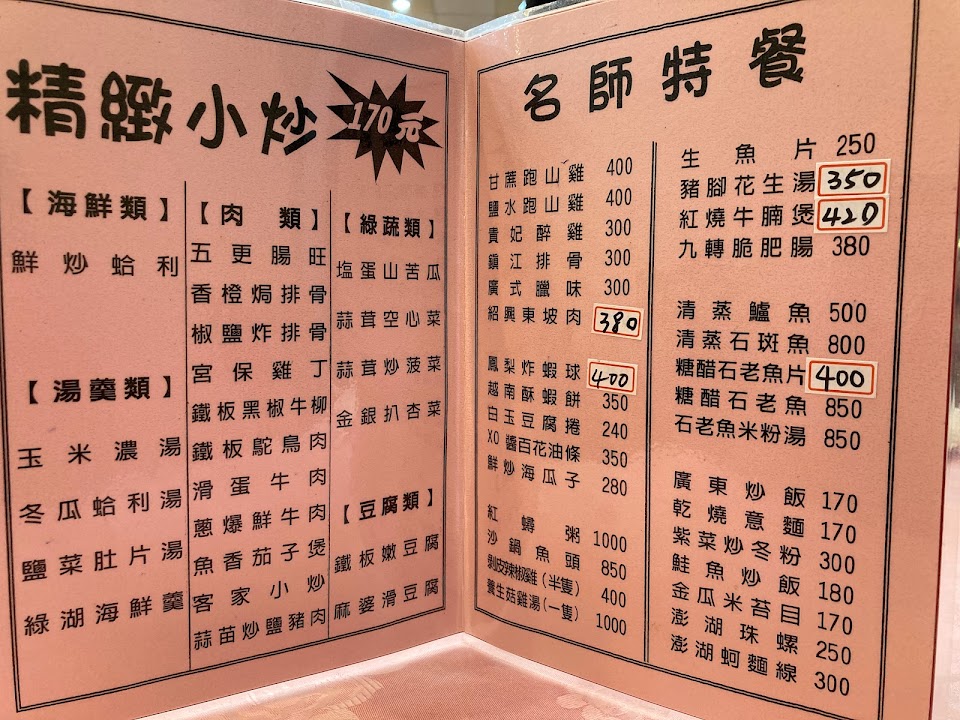 精緻小炒 170元
【海鮮類】
鮮炒蛤利
【湯羹類】
玉米濃湯
冬瓜蛤利湯
鹽菜肚片湯
綠湖海鮮羹
【肉類】
五更腸旺
香橙焗排骨
椒鹽炸排骨
宮保雞丁
鐵板黑椒牛柳
鐵板鴕鳥肉
滑蛋牛肉
蔥爆鮮牛肉
魚香茄子煲
客家小炒
蒜苗炒鹽豬肉
【綠蔬類】
塩蛋山苦瓜
蒜茸空心菜
蒜茸炒菠菜
金銀扒杏菜
【豆腐類】
鐵板嫩豆腐
麻婆滑豆腐
名師特餐
甘蔗跑山雞 400
鹽水跑山雞 400
貴妃醉雞 300
鎮江排骨 300
廣式臘味 300
紹興東坡肉 380
鳳梨炸蝦球 400
越南酥蝦餅 350
白玉豆腐捲 240
XO醬百花油條 350
鮮炒海瓜子 280
紅蟳粥 1000
沙鍋魚頭 850
辣椒雞(半隻) 400
養生菇雞湯(一隻) 1000
生魚片 250
豬腳花生湯 350
紅燒牛腩煲 420
九轉脆肥腸 380
清蒸鱸魚 500
清蒸石斑魚 800
糖醋石老魚片 400
糖醋石老魚 850
石老魚米粉湯 850
廣東炒飯 170
乾燒意麵 170
紫菜炒冬粉 300
鮭魚炒飯 180
金瓜米苔目 170
澎湖珠螺 250
澎湖蚵麵線 300